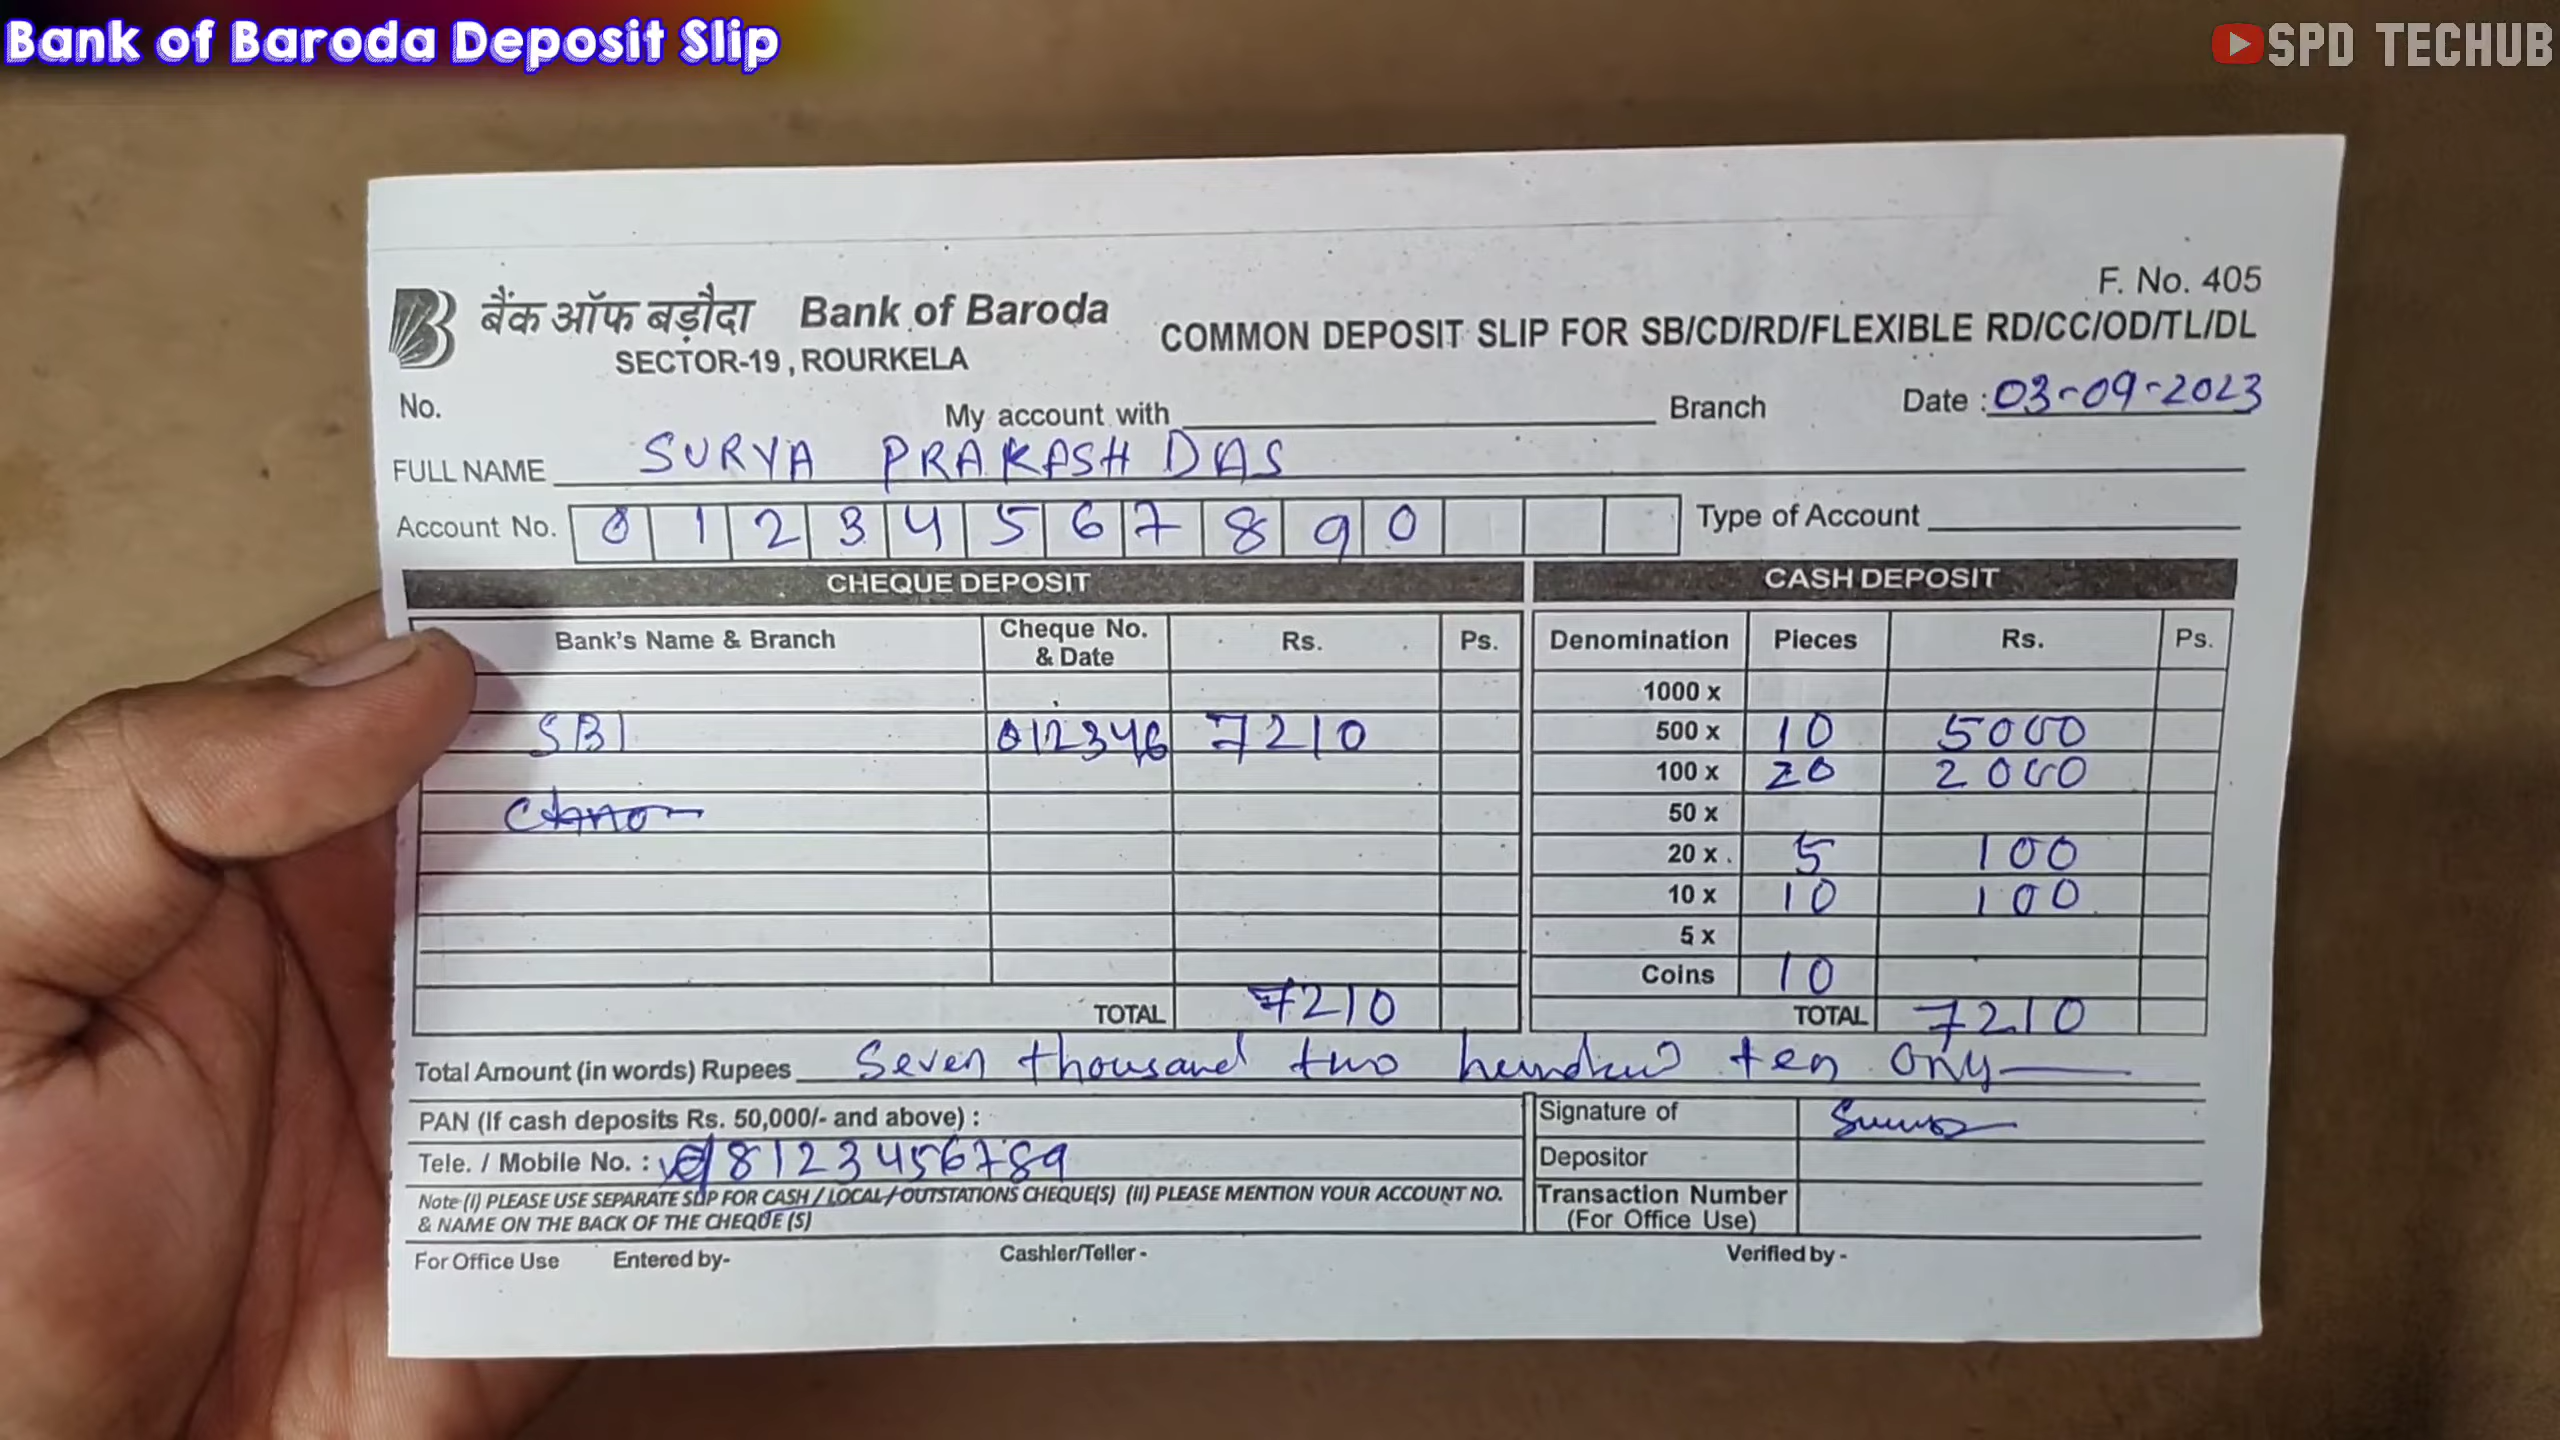 Bank of Baroda Deposit Slip
SPD TECHUB
F. No. 405
बैंक ऑफ बड़ौदा Bank of Baroda
COMMON DEPOSIT SLIP FOR SB/CD/RD/FLEXIBLE RD/CC/OD/TL/DL
SECTOR-19, ROURKELA
No. My account with Branch Date : 03-09-2023
FULL NAME SURYA PRAKASH DAS
Account No. 0 1 2 3 4 5 6 7 8 9 0 Type of Account
CHEQUE DEPOSIT CASH DEPOSIT
Bank's Name & Branch Cheque No. & Date Rs. Ps. Denomination Pieces Rs. Ps.
1000 x
SBI 012346 7210 500 x 10 5000
100 x 20 2000
50 x
20 x 5 100
10 x 10 100
5 x
Coins 10
TOTAL 7210 TOTAL 7210
Total Amount (in words) Rupees Seven thousand two hundred ten only
PAN (If cash deposits Rs. 50,000/- and above) : Signature of
Tele. / Mobile No. : 8123456789 Depositor
Note (I) PLEASE USE SEPARATE SLIP FOR CASH / LOCAL / OUTSTATIONS CHEQUE(S) (II) PLEASE MENTION YOUR ACCOUNT NO. Transaction Number
& NAME ON THE BACK OF THE CHEQUE (S) (For Office Use)
For Office Use Entered by- Cashier/Teller - Verified by -